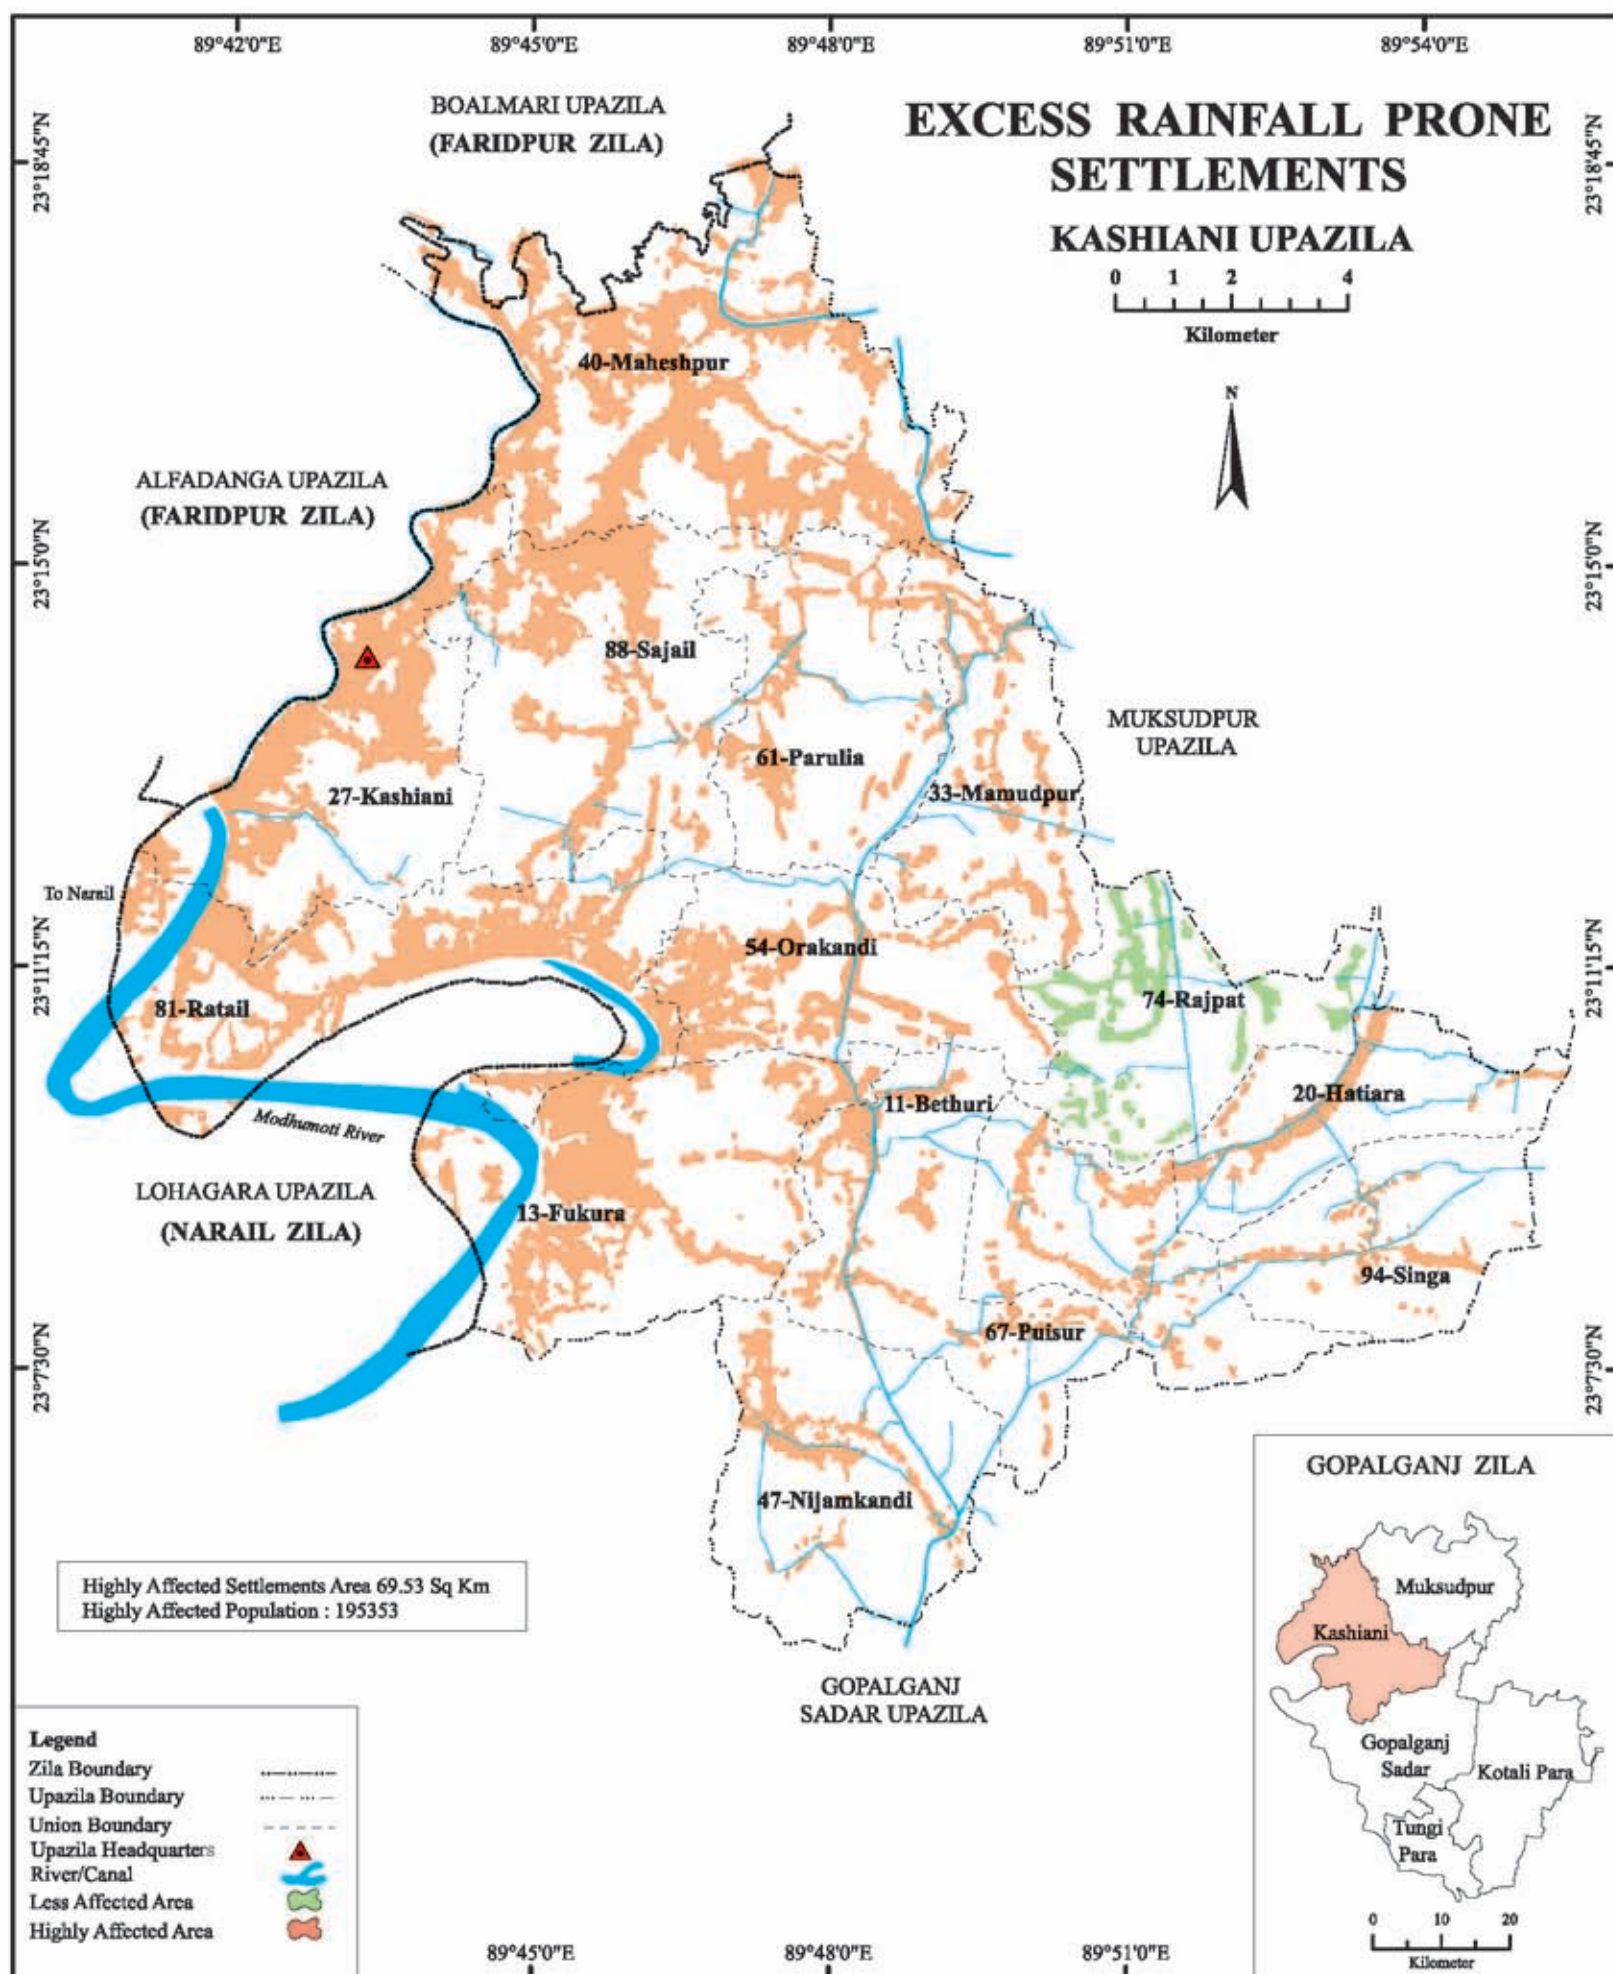 89°42'0"E
89°45'0"E
89°48'0"E
89°51'0"E
89°54'0"E
23°18'45"N
23°15'0"N
23°11'15"N
23°7'30"N
23°18'45"N
23°15'0"N
23°11'15"N
23°7'30"N
EXCESS RAINFALL PRONE
SETTLEMENTS
KASHIANI UPAZILA
0 1 2 4
Kilometer
N
BOALMARI UPAZILA
(FARIDPUR ZILA)
40-Maheshpur
ALFADANGA UPAZILA
(FARIDPUR ZILA)
88-Sajail
MUKSUDPUR
UPAZILA
61-Parulia
33-Mamudpur
27-Kashiani
To Narail
54-Orakandi
74-Rajpat
81-Ratail
20-Hatiara
11-Bethuri
Modhumoti River
LOHAGARA UPAZILA
(NARAIL ZILA)
13-Fukura
94-Singa
67-Puisur
47-Nijamkandi
Highly Affected Settlements Area 69.53 Sq Km
Highly Affected Population : 195353
GOPALGANJ
SADAR UPAZILA
Legend
Zila Boundary
Upazila Boundary
Union Boundary
Upazila Headquarters
River/Canal
Less Affected Area
Highly Affected Area
GOPALGANJ ZILA
Muksudpur
Kashiani
Gopalganj
Sadar
Kotali Para
Tungi
Para
0 10 20
Kilometer
89°45'0"E
89°48'0"E
89°51'0"E